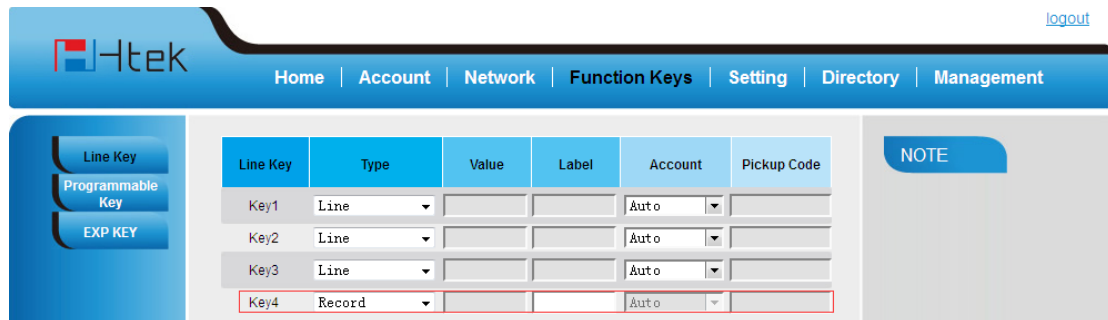 logout
Htek
Home | Account | Network | Function Keys | Setting | Directory | Management
Line Key
Programmable
Key
EXP KEY
Line Key Type Value Label Account Pickup Code
Key1 Line Auto
Key2 Line Auto
Key3 Line Auto
Key4 Record Auto
NOTE